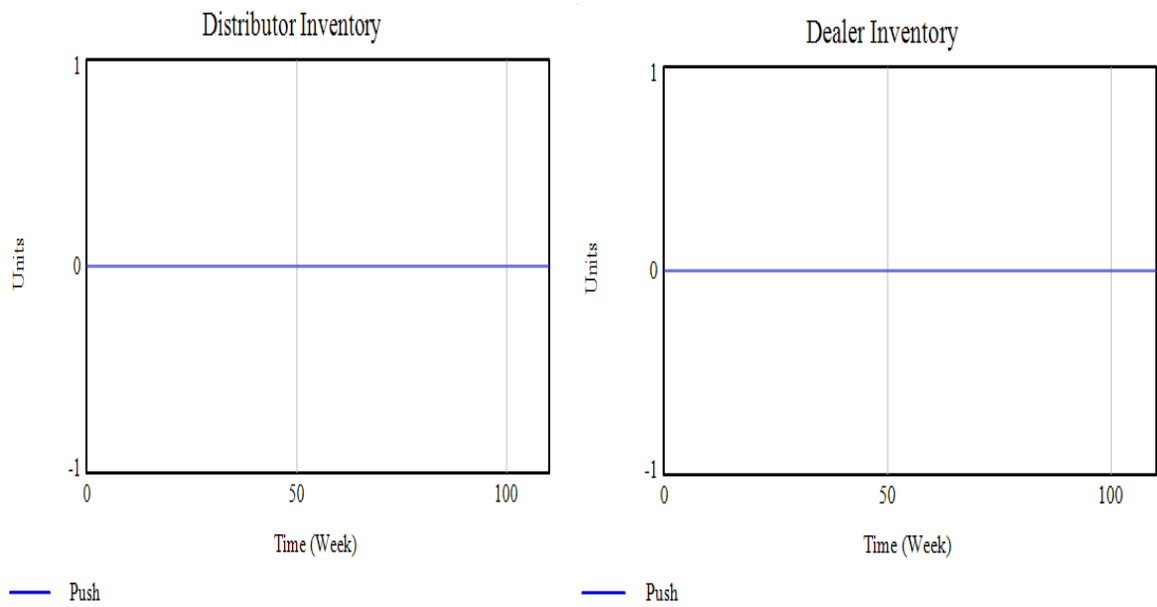 Distributor Inventory
1
0
-1
Units
0 50 100
Time (Week)
Push
Dealer Inventory
1
0
-1
Units
0 50 100
Time (Week)
Push